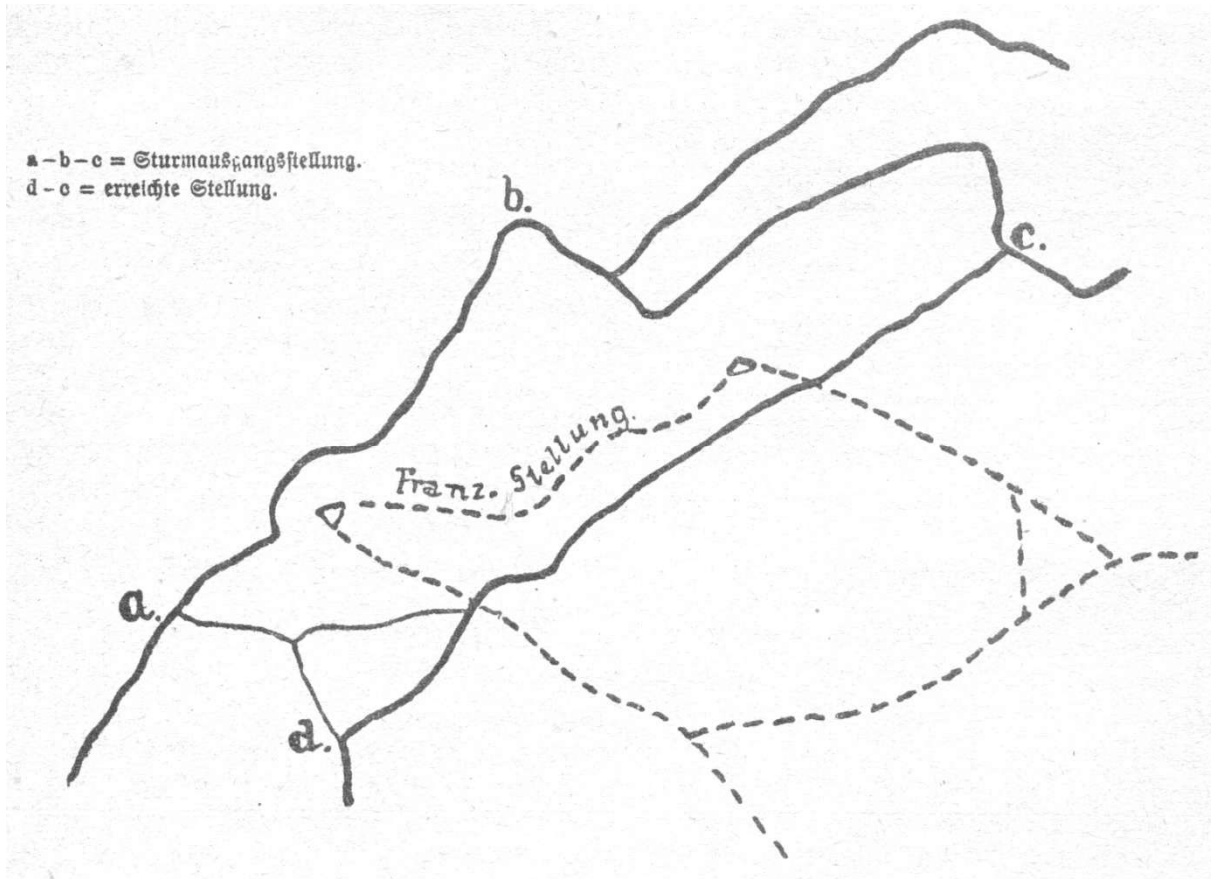 a–b–c = Sturmausgangsstellung.
d–c = erreichte Stellung.
b.
c.
Franz. Stellung.
a.
d.